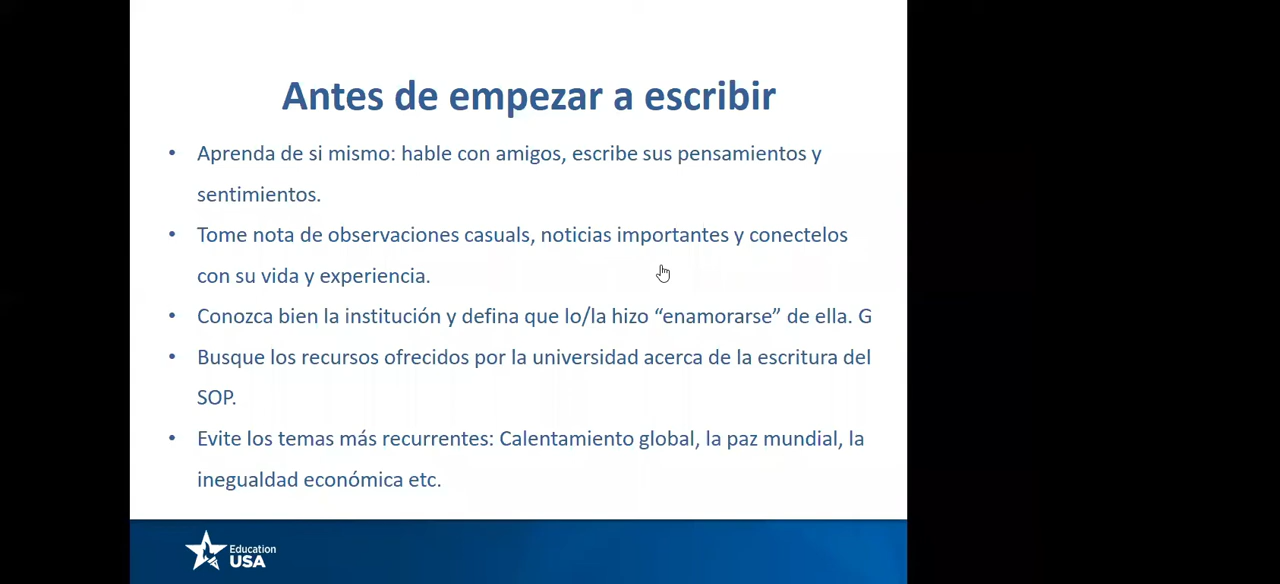 Antes de empezar a escribir
• Aprenda de si mismo: hable con amigos, escribe sus pensamientos y
sentimientos.
• Tome nota de observaciones casuals, noticias importantes y conectelos
con su vida y experiencia.
• Conozca bien la institución y defina que lo/la hizo “enamorarse” de ella. G
• Busque los recursos ofrecidos por la universidad acerca de la escritura del
SOP.
• Evite los temas más recurrentes: Calentamiento global, la paz mundial, la
inegualdad económica etc.
Education
USA